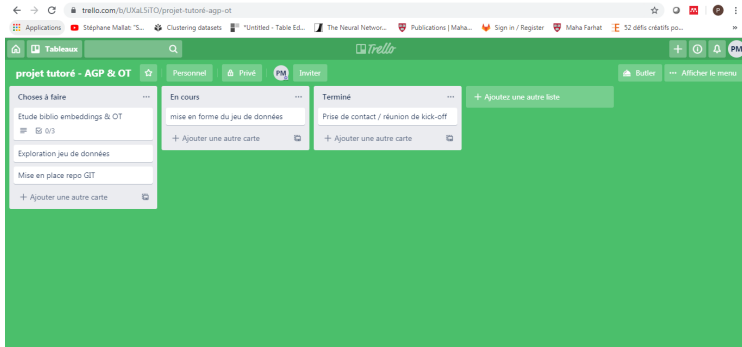 trello.com/b/UXaL5iTO/projet-tutoré-agp-ot
P
Applications Stéphane Mallat: "S... Clustering datasets "Untitled - Table Ed... The Neural Networ... Publications | Maha... Sign in / Register Maha Farhat 52 défis créatifs po... »
Tableaux Trello PM
projet tutoré - AGP & OT Personnel Privé PM Inviter Butler ··· Afficher le menu
Choses à faire ···
Etude biblio embeddings & OT
0/3
Exploration jeu de données
Mise en place repo GIT
+ Ajouter une autre carte
En cours ···
mise en forme du jeu de données
+ Ajouter une autre carte
Terminé ···
Prise de contact / réunion de kick-off
+ Ajouter une autre carte
+ Ajoutez une autre liste